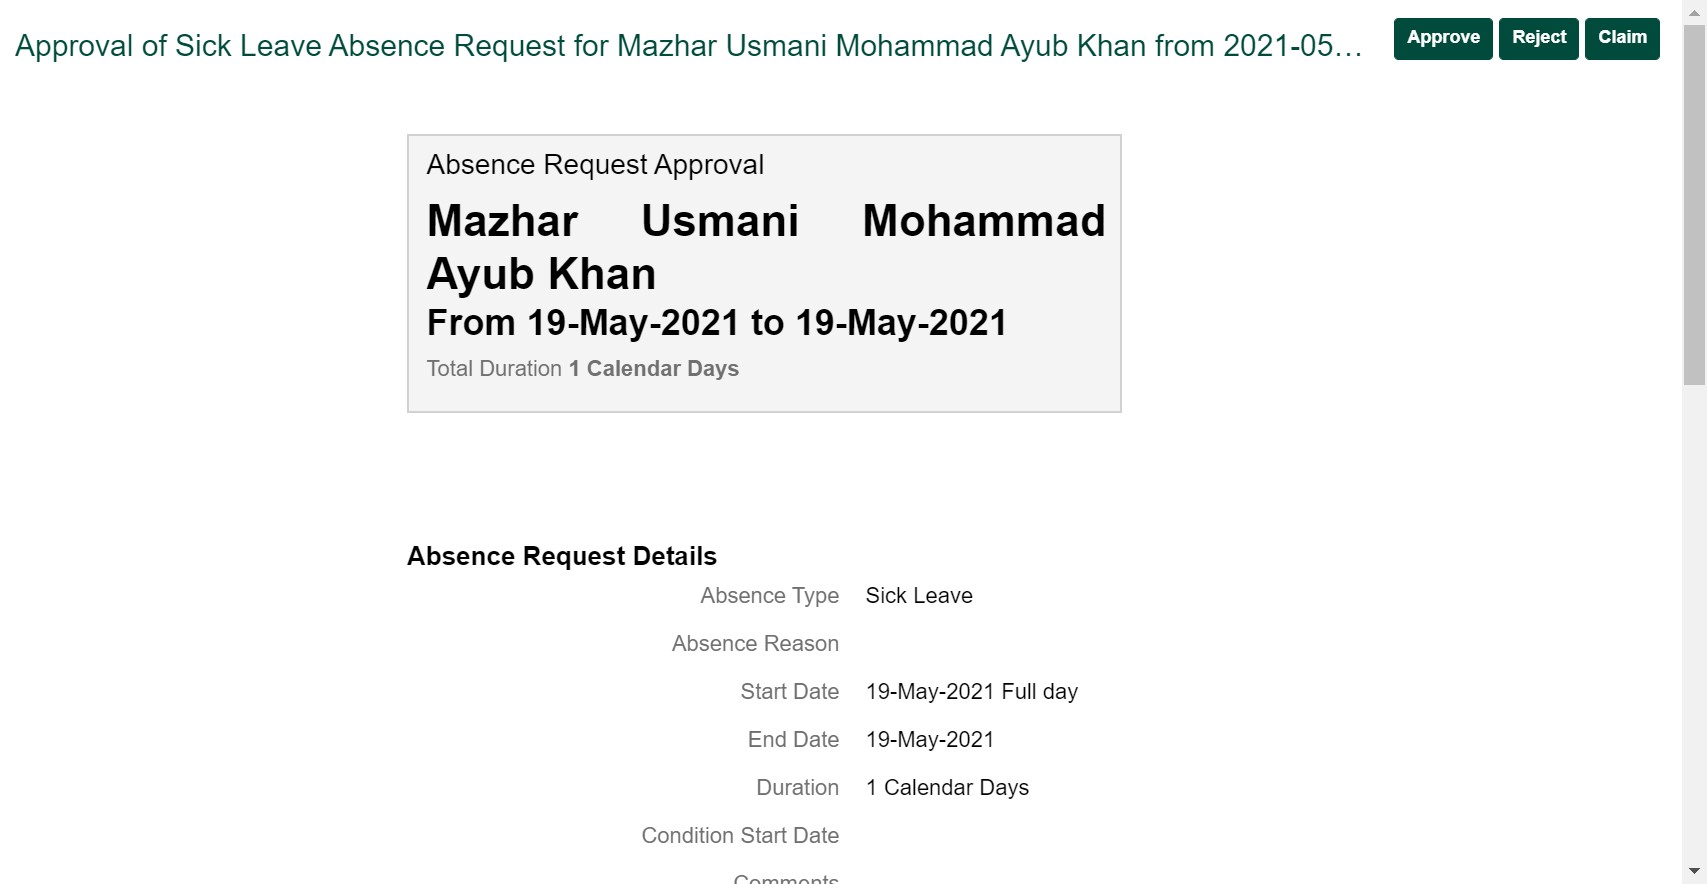 Approval of Sick Leave Absence Request for Mazhar Usmani Mohammad Ayub Khan from 2021-05...
Approve
Reject
Claim
Absence Request Approval
Mazhar Usmani Mohammad
Ayub Khan
From 19-May-2021 to 19-May-2021
Total Duration 1 Calendar Days
Absence Request Details
Absence Type Sick Leave
Absence Reason
Start Date 19-May-2021 Full day
End Date 19-May-2021
Duration 1 Calendar Days
Condition Start Date
Comments